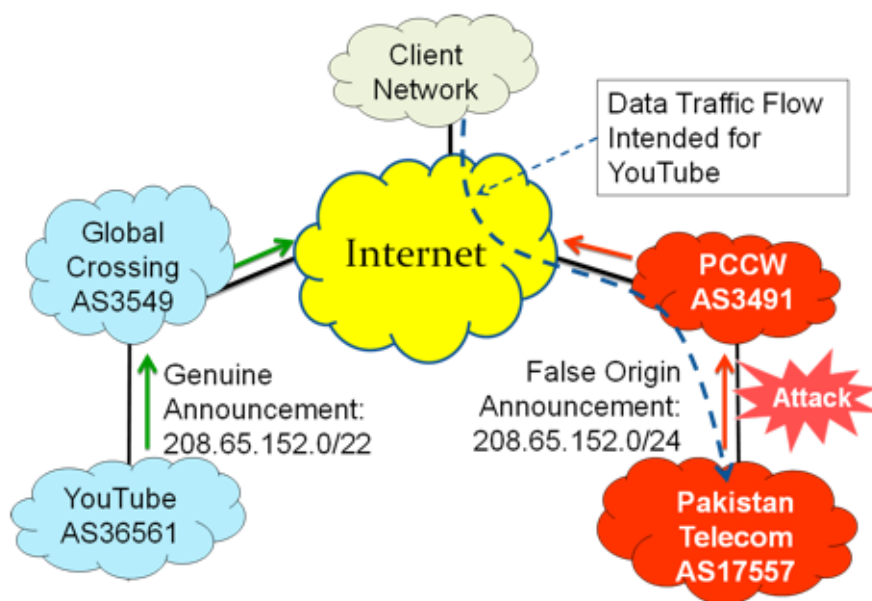 Client
Network
Data Traffic Flow
Intended for
YouTube
Global
Crossing
AS3549
Internet
PCCW
AS3491
Genuine
Announcement:
208.65.152.0/22
False Origin
Announcement:
208.65.152.0/24
Attack
YouTube
AS36561
Pakistan
Telecom
AS17557